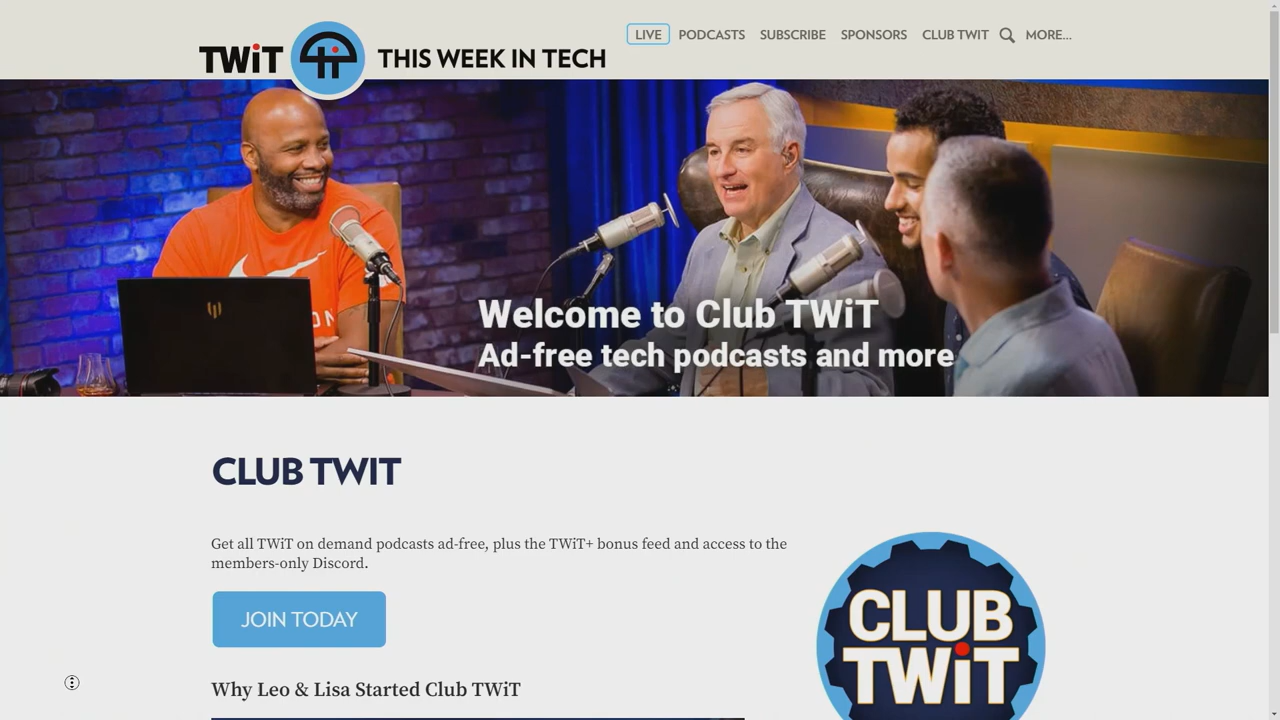 TWiT
THIS WEEK IN TECH
LIVE
PODCASTS
SUBSCRIBE
SPONSORS
CLUB TWIT
MORE...
Welcome to Club TWiT
Ad-free tech podcasts and more
CLUB TWIT
Get all TWiT on demand podcasts ad-free, plus the TWiT+ bonus feed and access to the
members-only Discord.
JOIN TODAY
CLUB
TWiT
Why Leo & Lisa Started Club TWiT